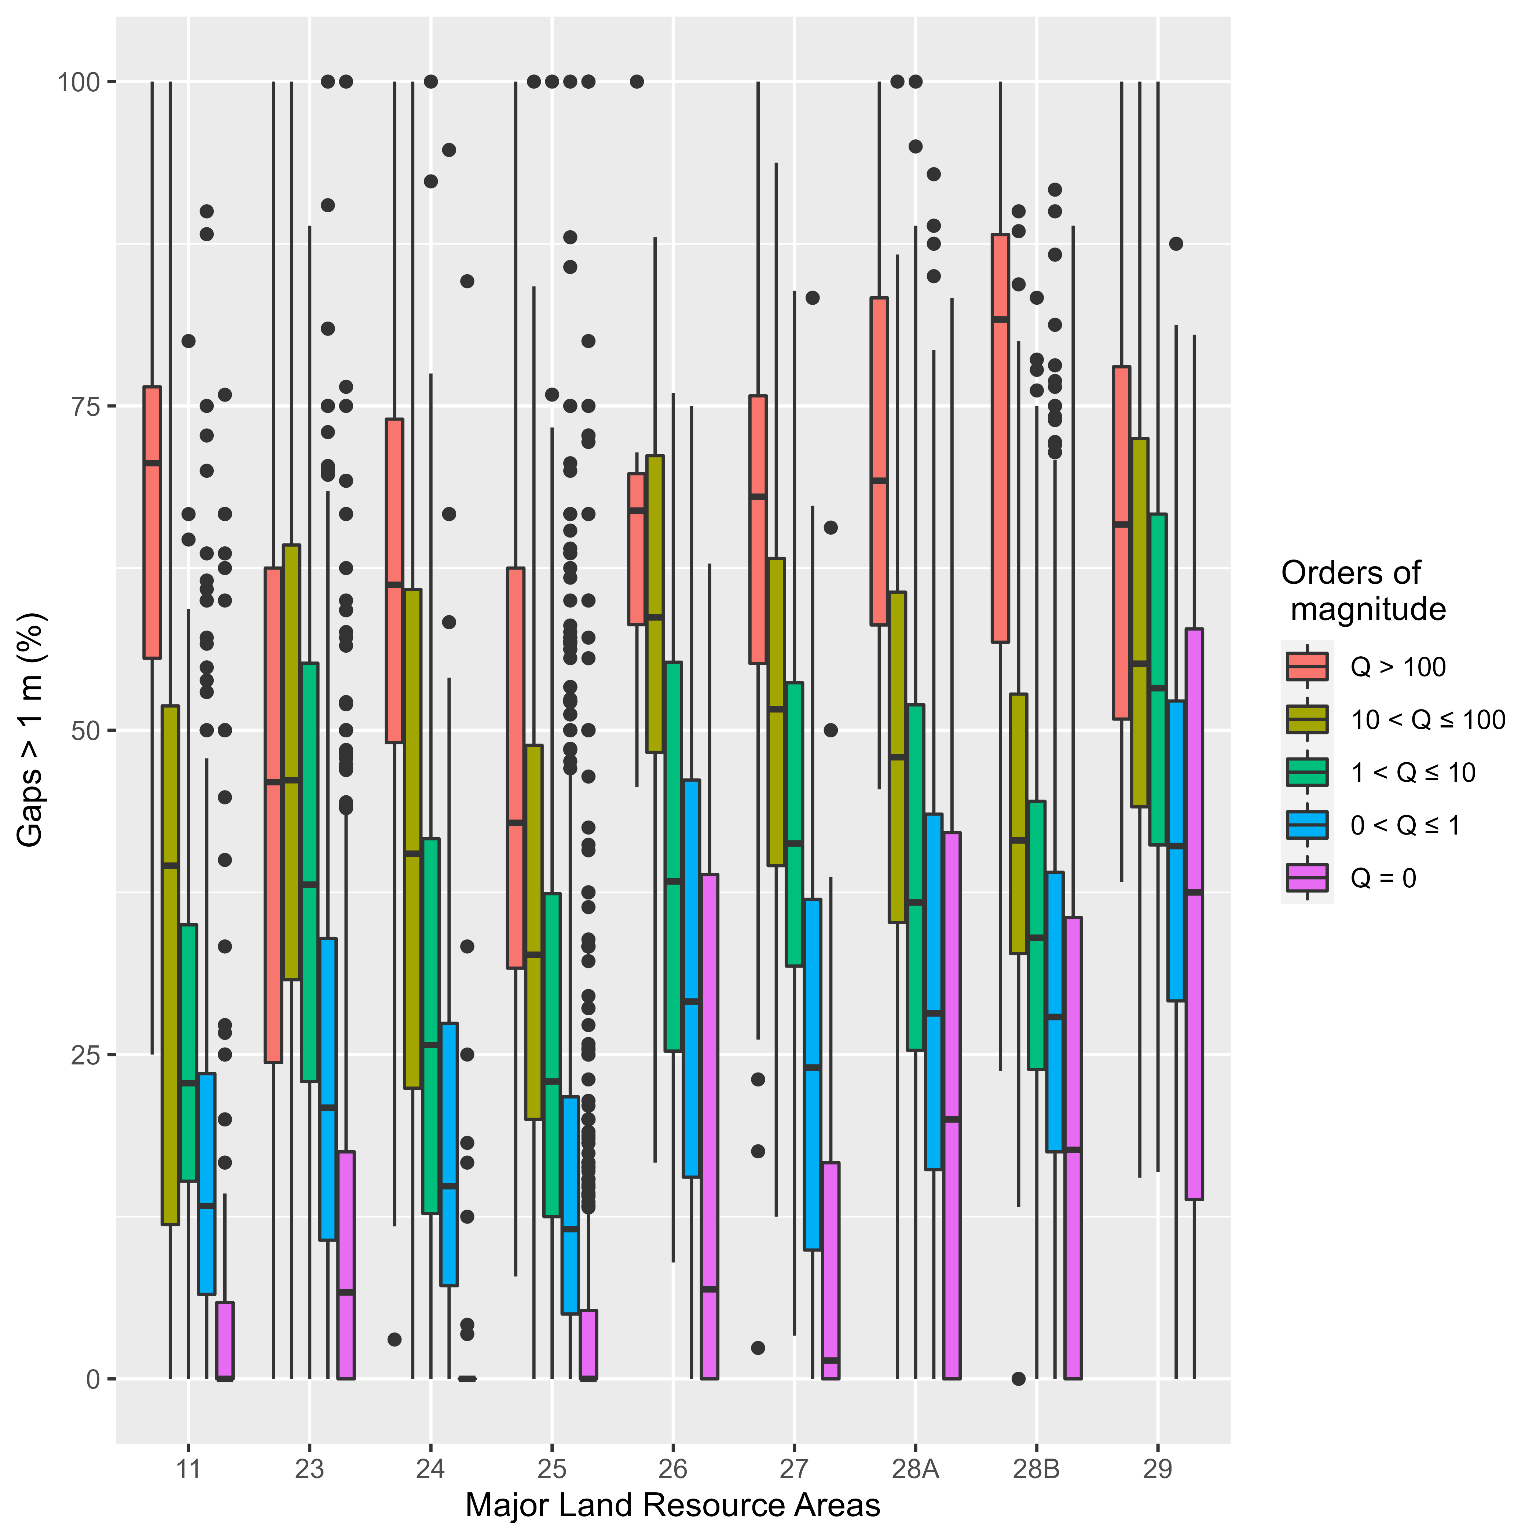 100
75
50
25
0
Gaps > 1 m (%)
11 23 24 25 26 27 28A 28B 29
Major Land Resource Areas
Orders of
magnitude
Q > 100
10 < Q ≤ 100
1 < Q ≤ 10
0 < Q ≤ 1
Q = 0